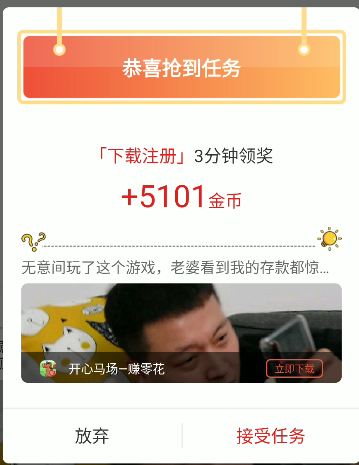 恭喜抢到任务
「下载注册」3分钟领奖
+5101金币
无意间玩了这个游戏，老婆看到我的存款都惊...
开心马场—赚零花
立即下载
放弃
接受任务